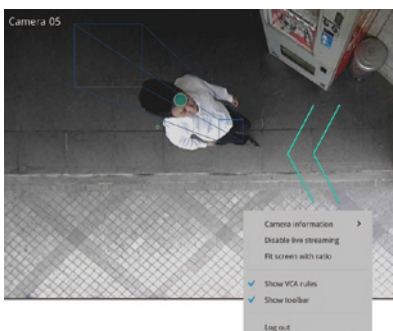 Camera 05
Camera information >
Disable live streaming
Fit screen with ratio
✓ Show VCA rules
✓ Show toolbar
Log out